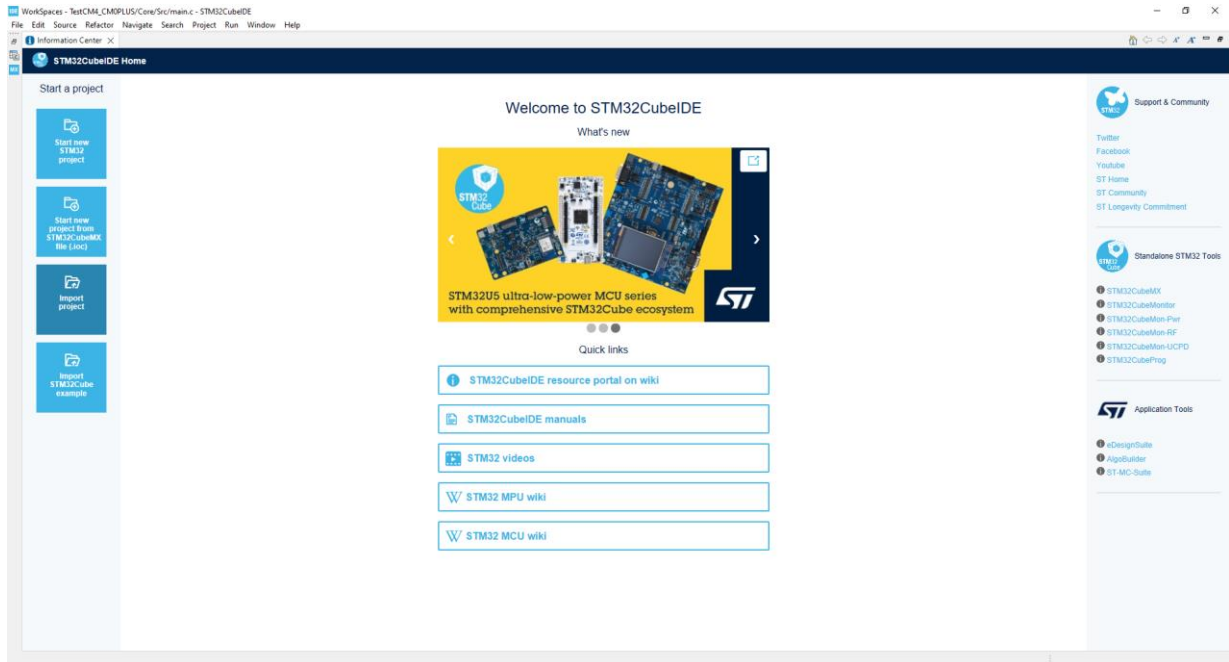 WorkSpaces - TestCM4_CM0PLUS/Core/Src/main.c - STM32CubeIDE
File Edit Source Refactor Navigate Search Project Run Window Help
Information Center
STM32CubeIDE Home
Start a project
Start new
STM32
project
Start new
project from
STM32CubeMX
file (.ioc)
Import
project
Import
STM32Cube
example
Welcome to STM32CubeIDE
What's new
STM32
Cube
STM32U5 ultra-low-power MCU series
with comprehensive STM32Cube ecosystem
Quick links
STM32CubeIDE resource portal on wiki
STM32CubeIDE manuals
STM32 videos
STM32 MPU wiki
STM32 MCU wiki
STM32
Support & Community
Twitter
Facebook
Youtube
ST Home
ST Community
ST Longevity Commitment
STM32
Cube
Standalone STM32 Tools
STM32CubeMX
STM32CubeMonitor
STM32CubeMon-Pwr
STM32CubeMon-RF
STM32CubeMon-UCPD
STM32CubeProg
Application Tools
eDesignSuite
AlgoBuilder
ST-MC-Suite